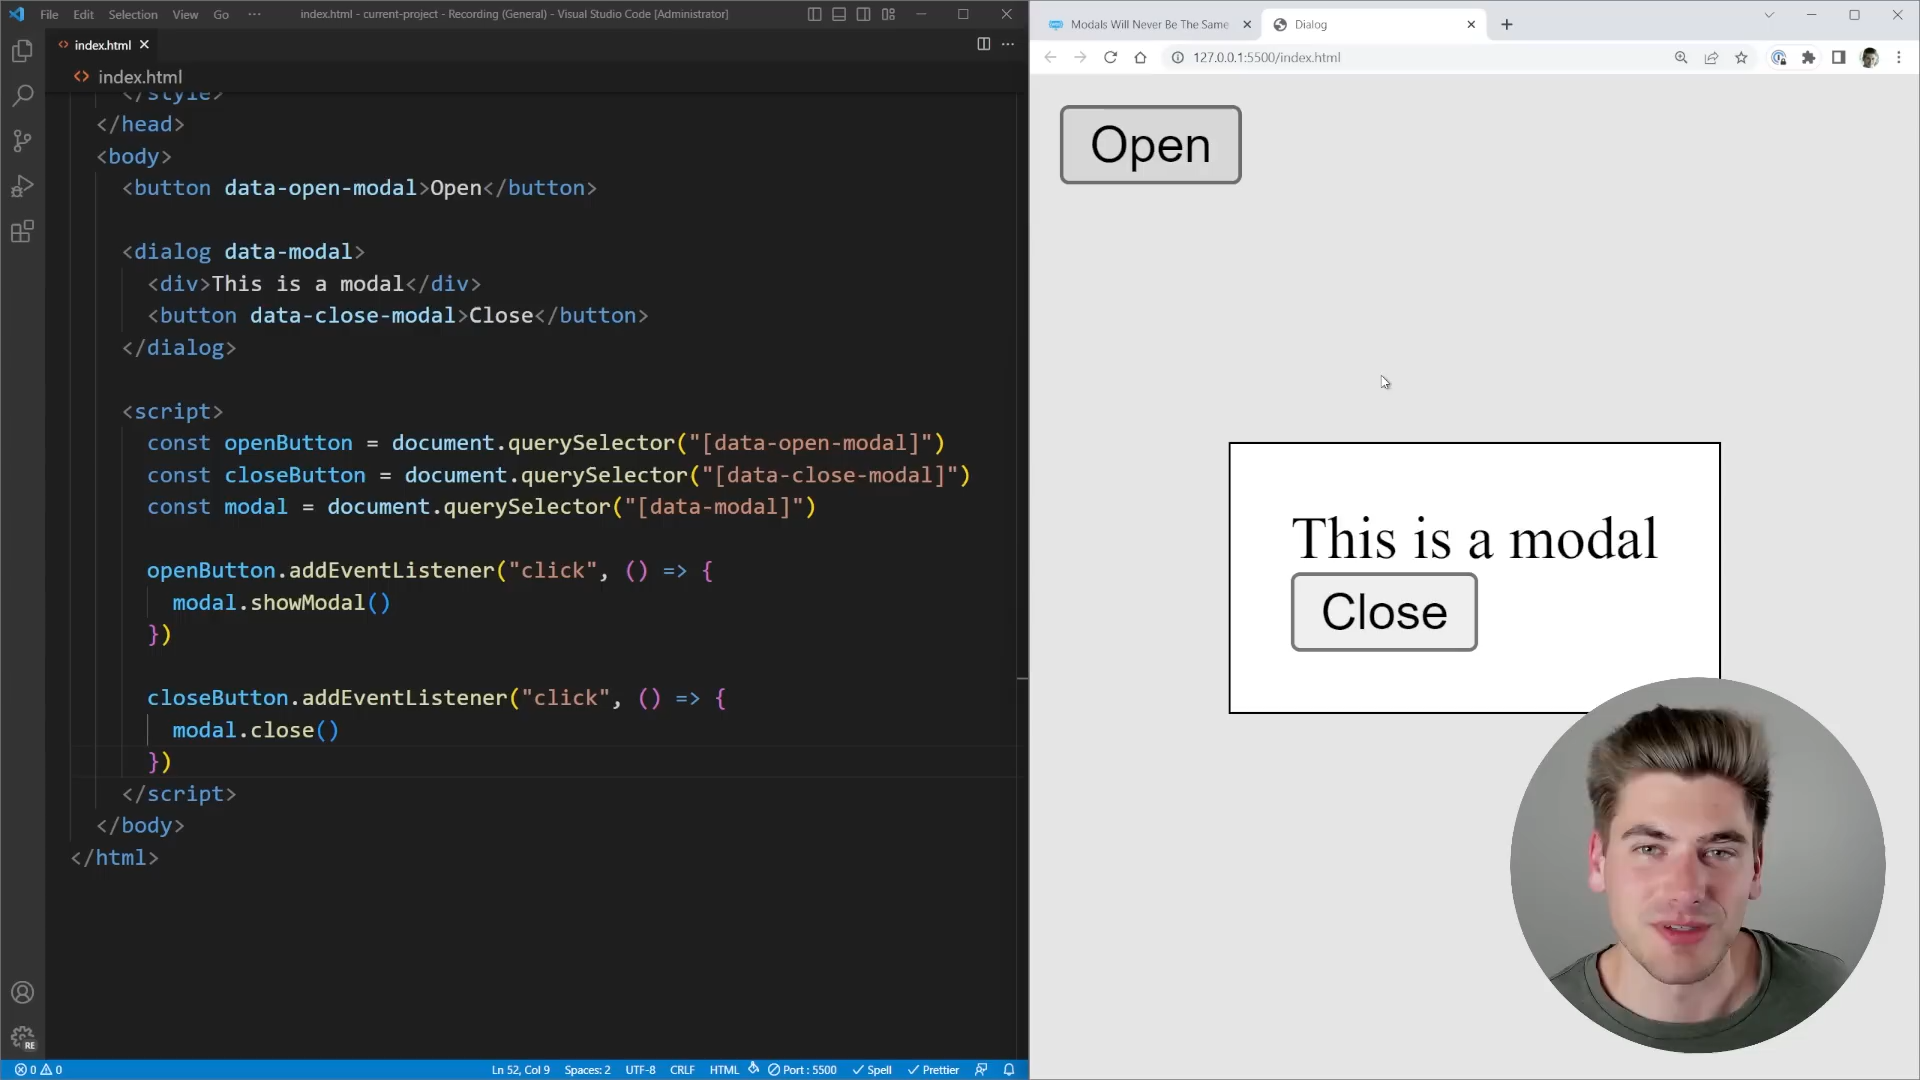 File Edit Selection View Go ··· index.html - current-project - Recording (General) - Visual Studio Code [Administrator]
index.html
index.html
</style>
</head>
<body>
<button data-open-modal>Open</button>
<dialog data-modal>
<div>This is a modal</div>
<button data-close-modal>Close</button>
</dialog>
<script>
const openButton = document.querySelector("[data-open-modal]")
const closeButton = document.querySelector("[data-close-modal]")
const modal = document.querySelector("[data-modal]")
openButton.addEventListener("click", () => {
modal.showModal()
})
closeButton.addEventListener("click", () => {
modal.close()
})
</script>
</body>
</html>
RE
0 0 Ln 52, Col 9 Spaces: 2 UTF-8 CRLF HTML Port : 5500 Spell Prettier
Modals Will Never Be The Same Dialog
127.0.0.1:5500/index.html
Open
This is a modal
Close